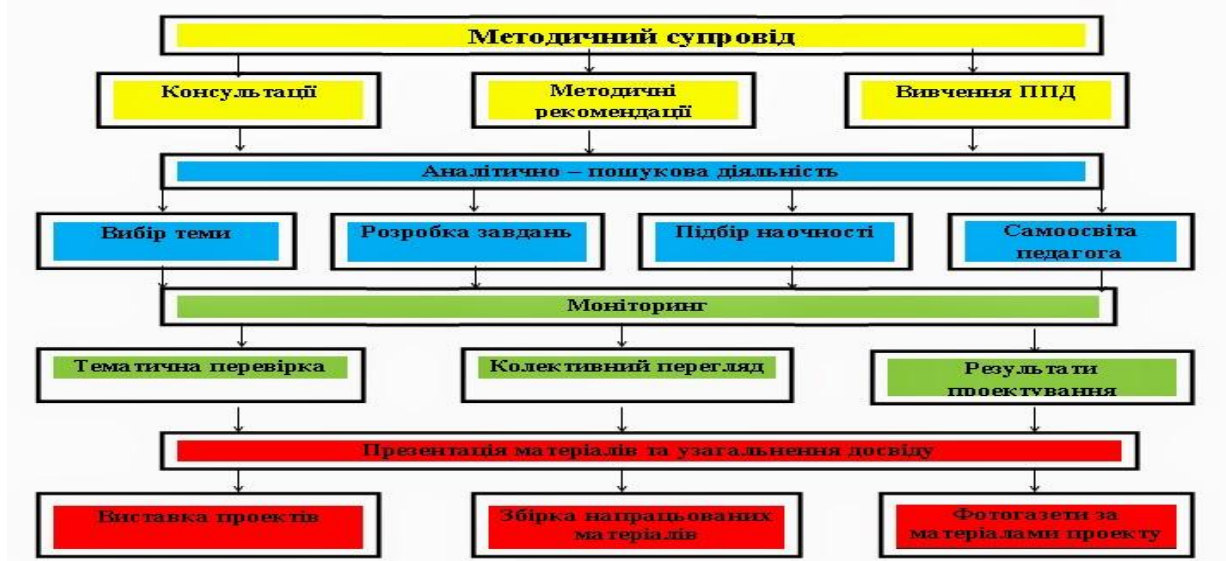 Методичний супровід
Консультації
Методичні
рекомендації
Вивчення ППД
Аналітично – пошукова діяльність
Вибір теми
Розробка завдань
Підбір наочності
Самоосвіта
педагога
Моніторинг
Тематична перевірка
Колективний перегляд
Результати
проектування
Презентація матеріалів та узагальнення досвіду
Виставка проектів
Збірка напрацьованих
матеріалів
Фотогазети за
матеріалами проекту